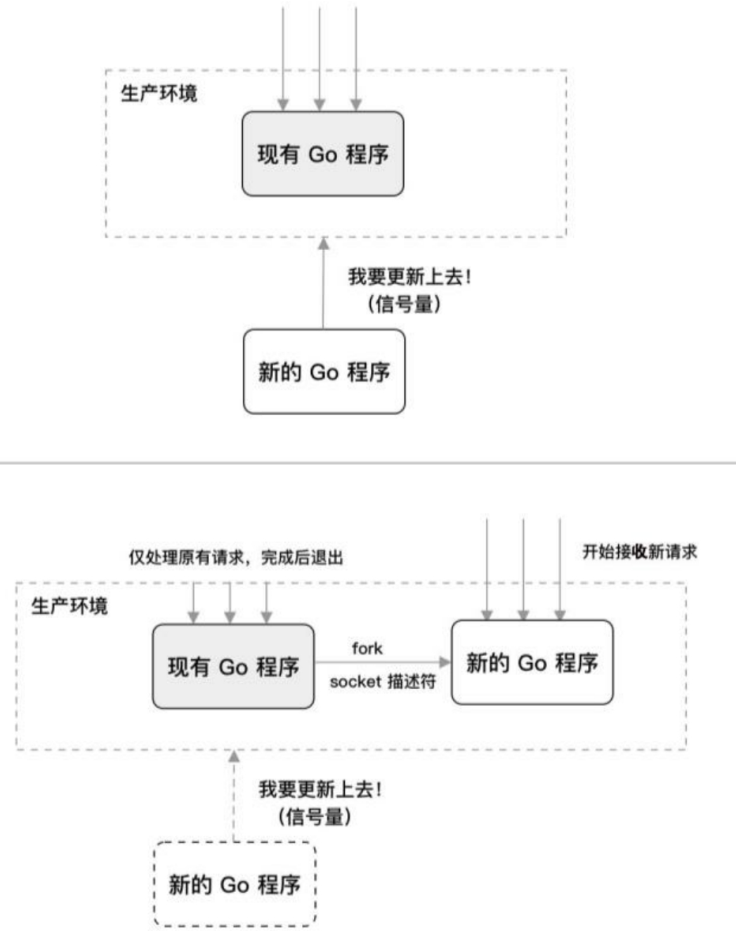 生产环境
现有 Go 程序
我要更新上去！
（信号量）
新的 Go 程序
仅处理原有请求，完成后退出
开始接收新请求
生产环境
现有 Go 程序
fork
socket 描述符
新的 Go 程序
我要更新上去！
（信号量）
新的 Go 程序